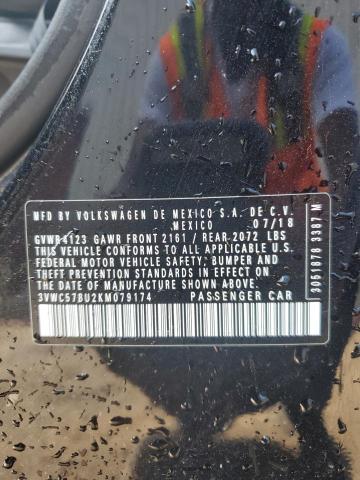 MFD BY VOLKSWAGEN DE MEXICO S.A. DE C.V.
MEXICO 07/18
GVWR 4123 GAWR FRONT 2161 / REAR 2072 LBS
THIS VEHICLE CONFORMS TO ALL APPLICABLE U.S.
FEDERAL MOTOR VEHICLE SAFETY, BUMPER AND
THEFT PREVENTION STANDARDS IN EFFECT ON
THE DATE OF MANUFACTURE SHOWN ABOVE
3VWC57BU2KM079174 PASSENGER CAR
2051878 3387 M